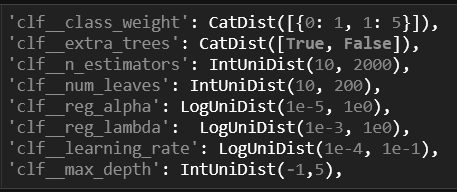 'clf__class_weight': CatDist([{0: 1, 1: 5}]),
'clf__extra_trees': CatDist([True, False]),
'clf__n_estimators': IntUniDist(10, 2000),
'clf__num_leaves': IntUniDist(10, 200),
'clf__reg_alpha': LogUniDist(1e-5, 1e0),
'clf__reg_lambda':  LogUniDist(1e-3, 1e0),
'clf__learning_rate': LogUniDist(1e-4, 1e-1),
'clf__max_depth': IntUniDist(-1,5),